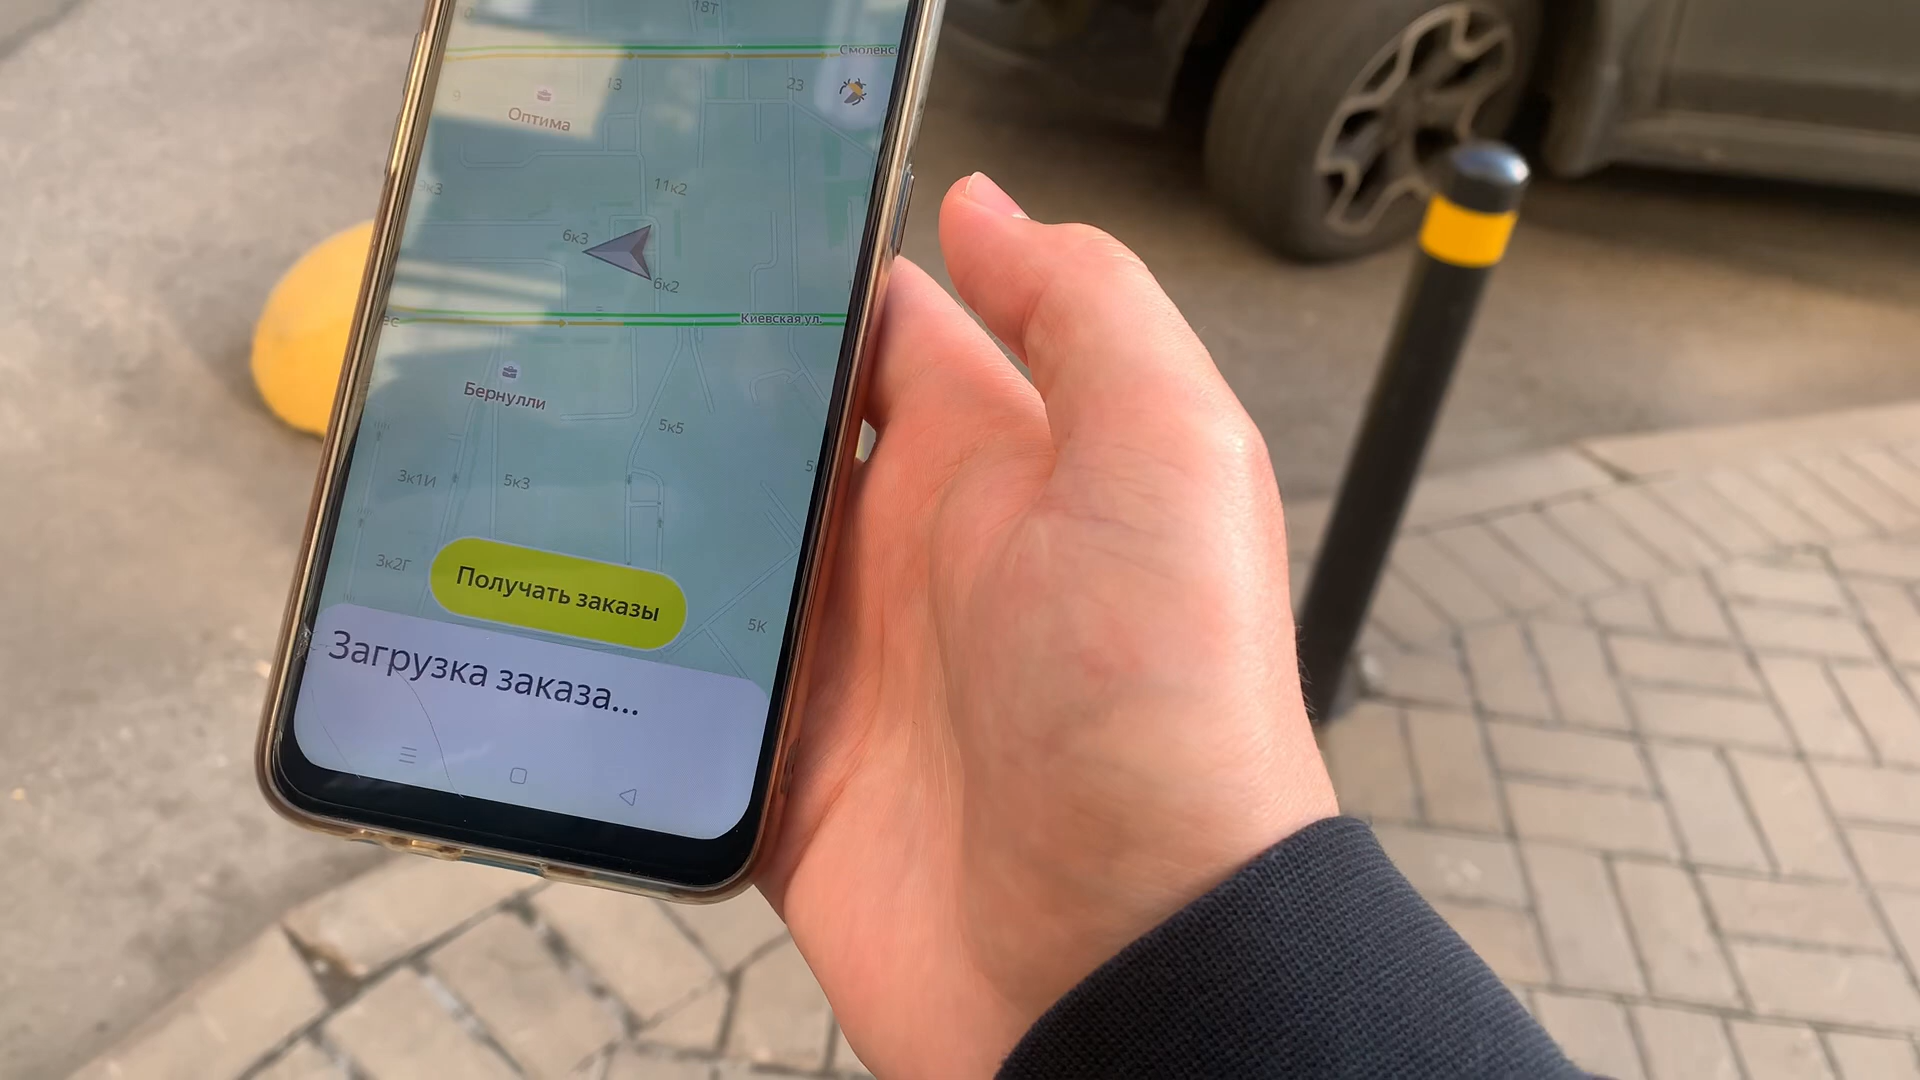 18Т
Смоленс
9
13
23
Оптима
3к3
11к2
6к3
6к2
Киевская ул.
Бернулли
5к5
3к1И
5к3
3к2Г
5К
Получать заказы
Загрузка заказа...